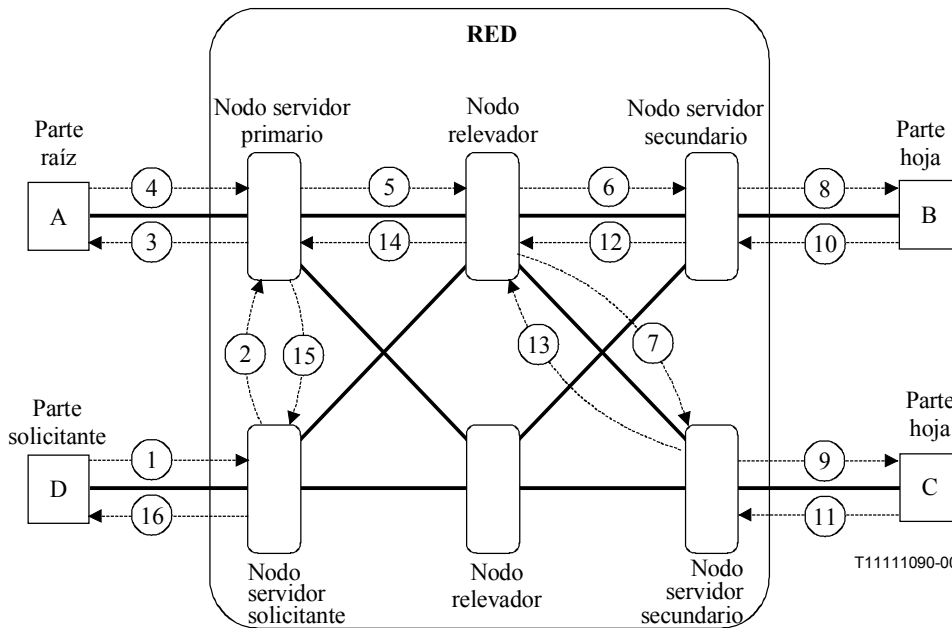 RED
Nodo servidor
primario
Nodo
relevador
Nodo servidor
secundario
Parte
raíz
Parte
hoja
4
5
6
8
A
B
3
14
12
10
2
15
13
7
Parte
solicitante
Parte
hoja
1
9
D
C
16
11
Nodo
servidor
solicitante
Nodo
relevador
Nodo
servidor
secundario
T11111090-00